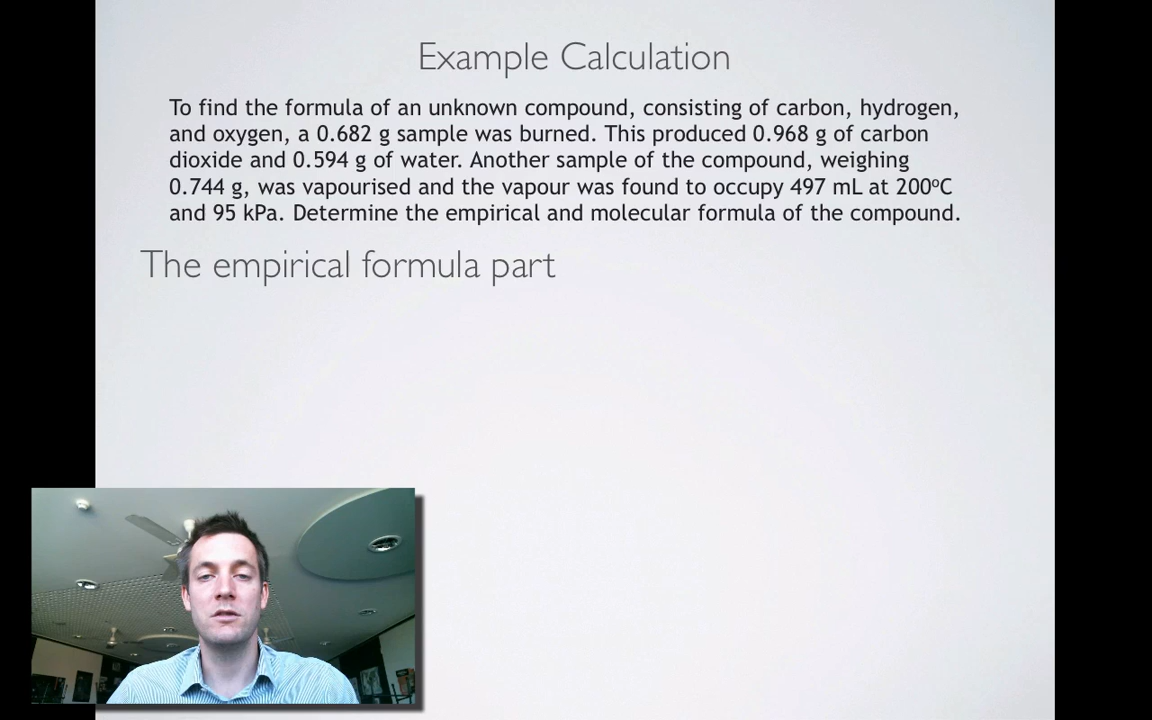 Example Calculation
To find the formula of an unknown compound, consisting of carbon, hydrogen,
and oxygen, a 0.682 g sample was burned. This produced 0.968 g of carbon
dioxide and 0.594 g of water. Another sample of the compound, weighing
0.744 g, was vapourised and the vapour was found to occupy 497 mL at 200ºC
and 95 kPa. Determine the empirical and molecular formula of the compound.
The empirical formula part